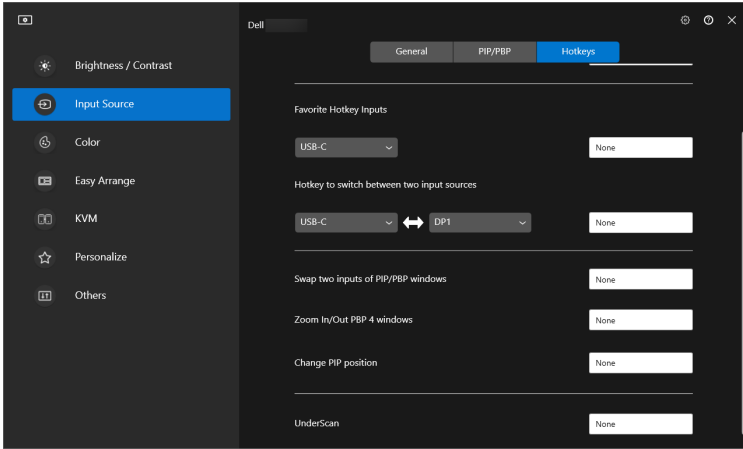 Dell
General PIP/PBP Hotkeys
Brightness / Contrast
Input Source
Color
Easy Arrange
KVM
Personalize
Others
Favorite Hotkey Inputs
USB-C None
Hotkey to switch between two input sources
USB-C DP1 None
Swap two inputs of PIP/PBP windows None
Zoom In/Out PBP 4 windows None
Change PIP position None
UnderScan None